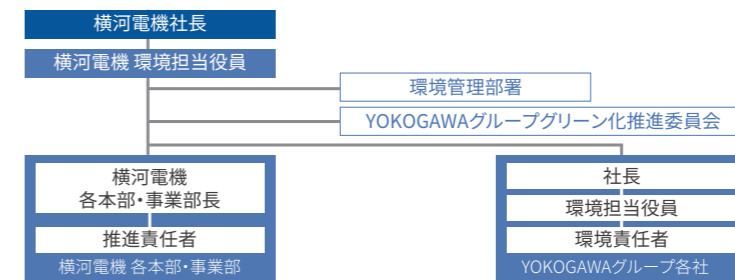 横河電機社長
横河電機 環境担当役員
環境管理部署
YOKOGAWAグループグリーン化推進委員会
横河電機
各本部・事業部長
推進責任者
横河電機 各本部・事業部
社長
環境担当役員
環境責任者
YOKOGAWAグループ各社